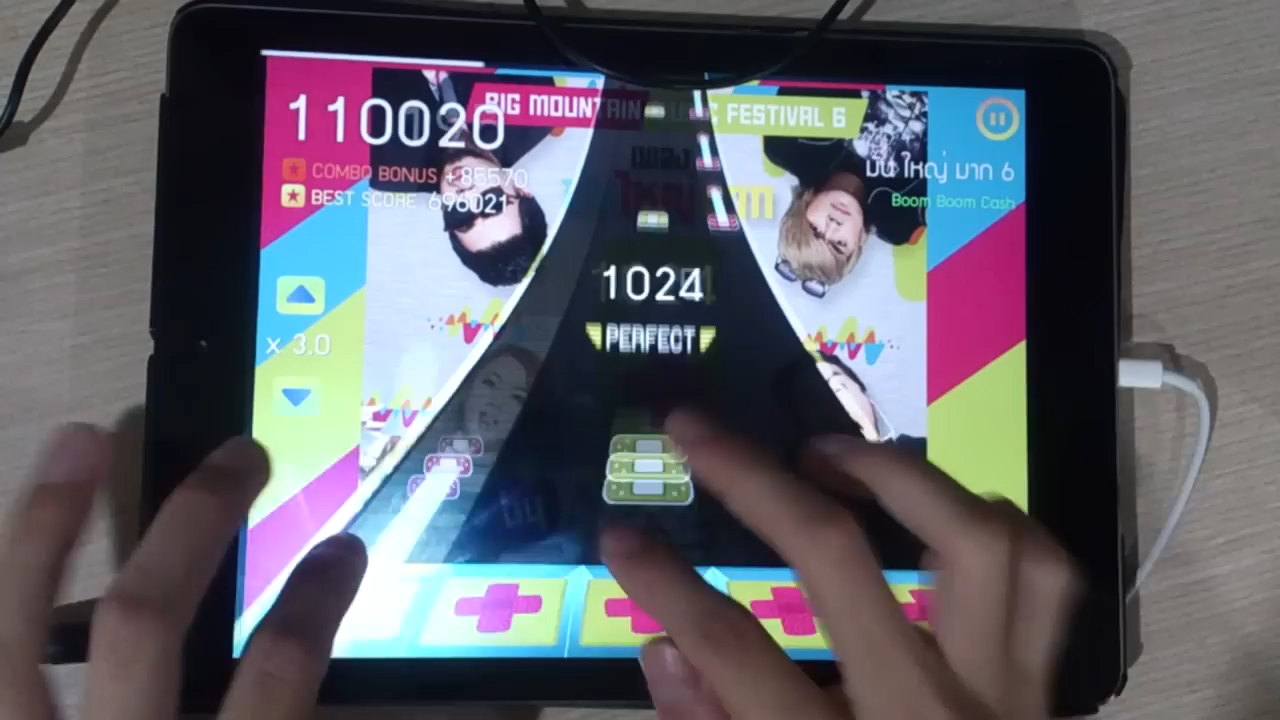 BIG MOUNTAIN MUSIC FESTIVAL 6
110020
COMBO BONUS +85570
BEST SCORE 696021
มัน ใหญ่ มาก 6
Boom Boom Cash
1024
PERFECT
x 3.0